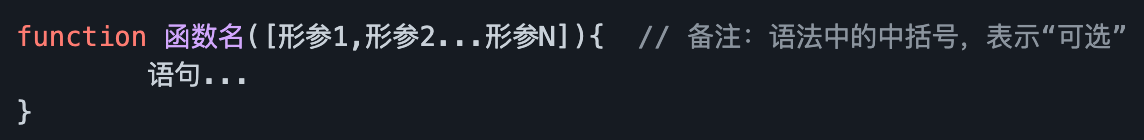 function 函数名([形参1,形参2...形参N]){  // 备注：语法中的中括号，表示“可选”
        语句...
}